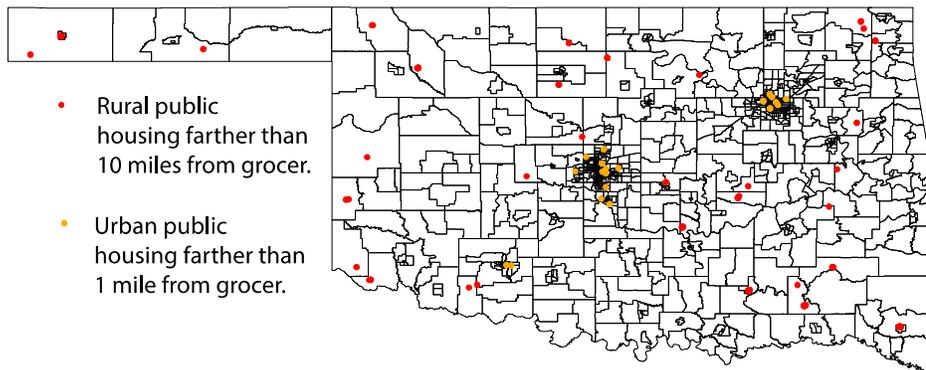 Rural public
housing farther than
10 miles from grocer.
Urban public
housing farther than
1 mile from grocer.